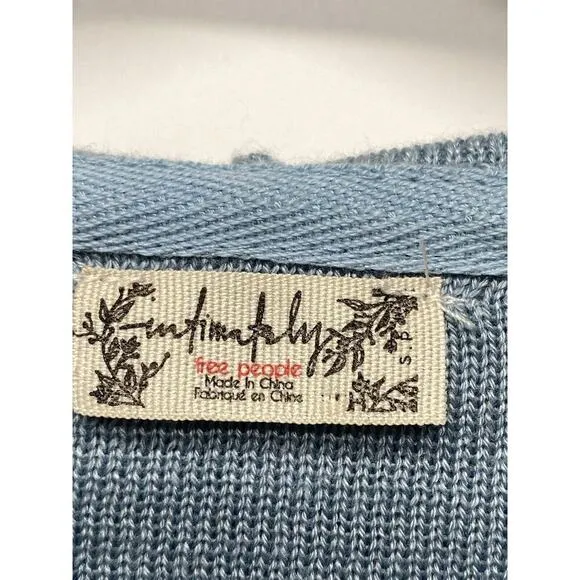 intimately
free people
Made In China
Fabriqué en Chine
s.p